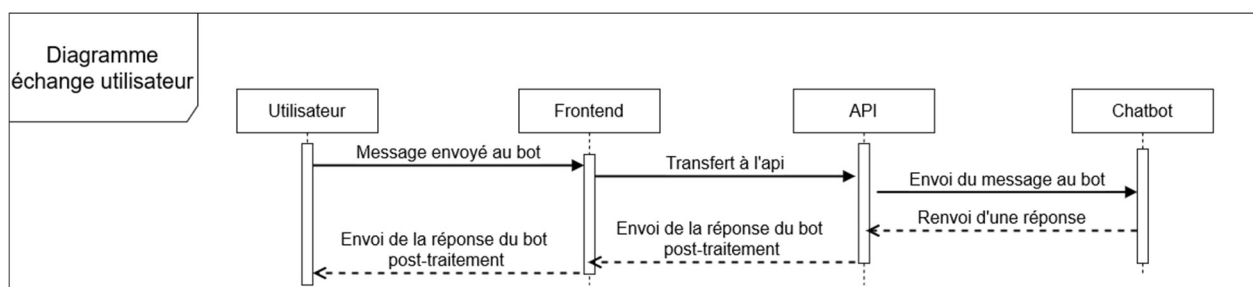 Diagramme
échange utilisateur
Utilisateur
Frontend
API
Chatbot
Message envoyé au bot
Transfert à l'api
Envoi du message au bot
Renvoi d'une réponse
Envoi de la réponse du bot
post-traitement
Envoi de la réponse du bot
post-traitement